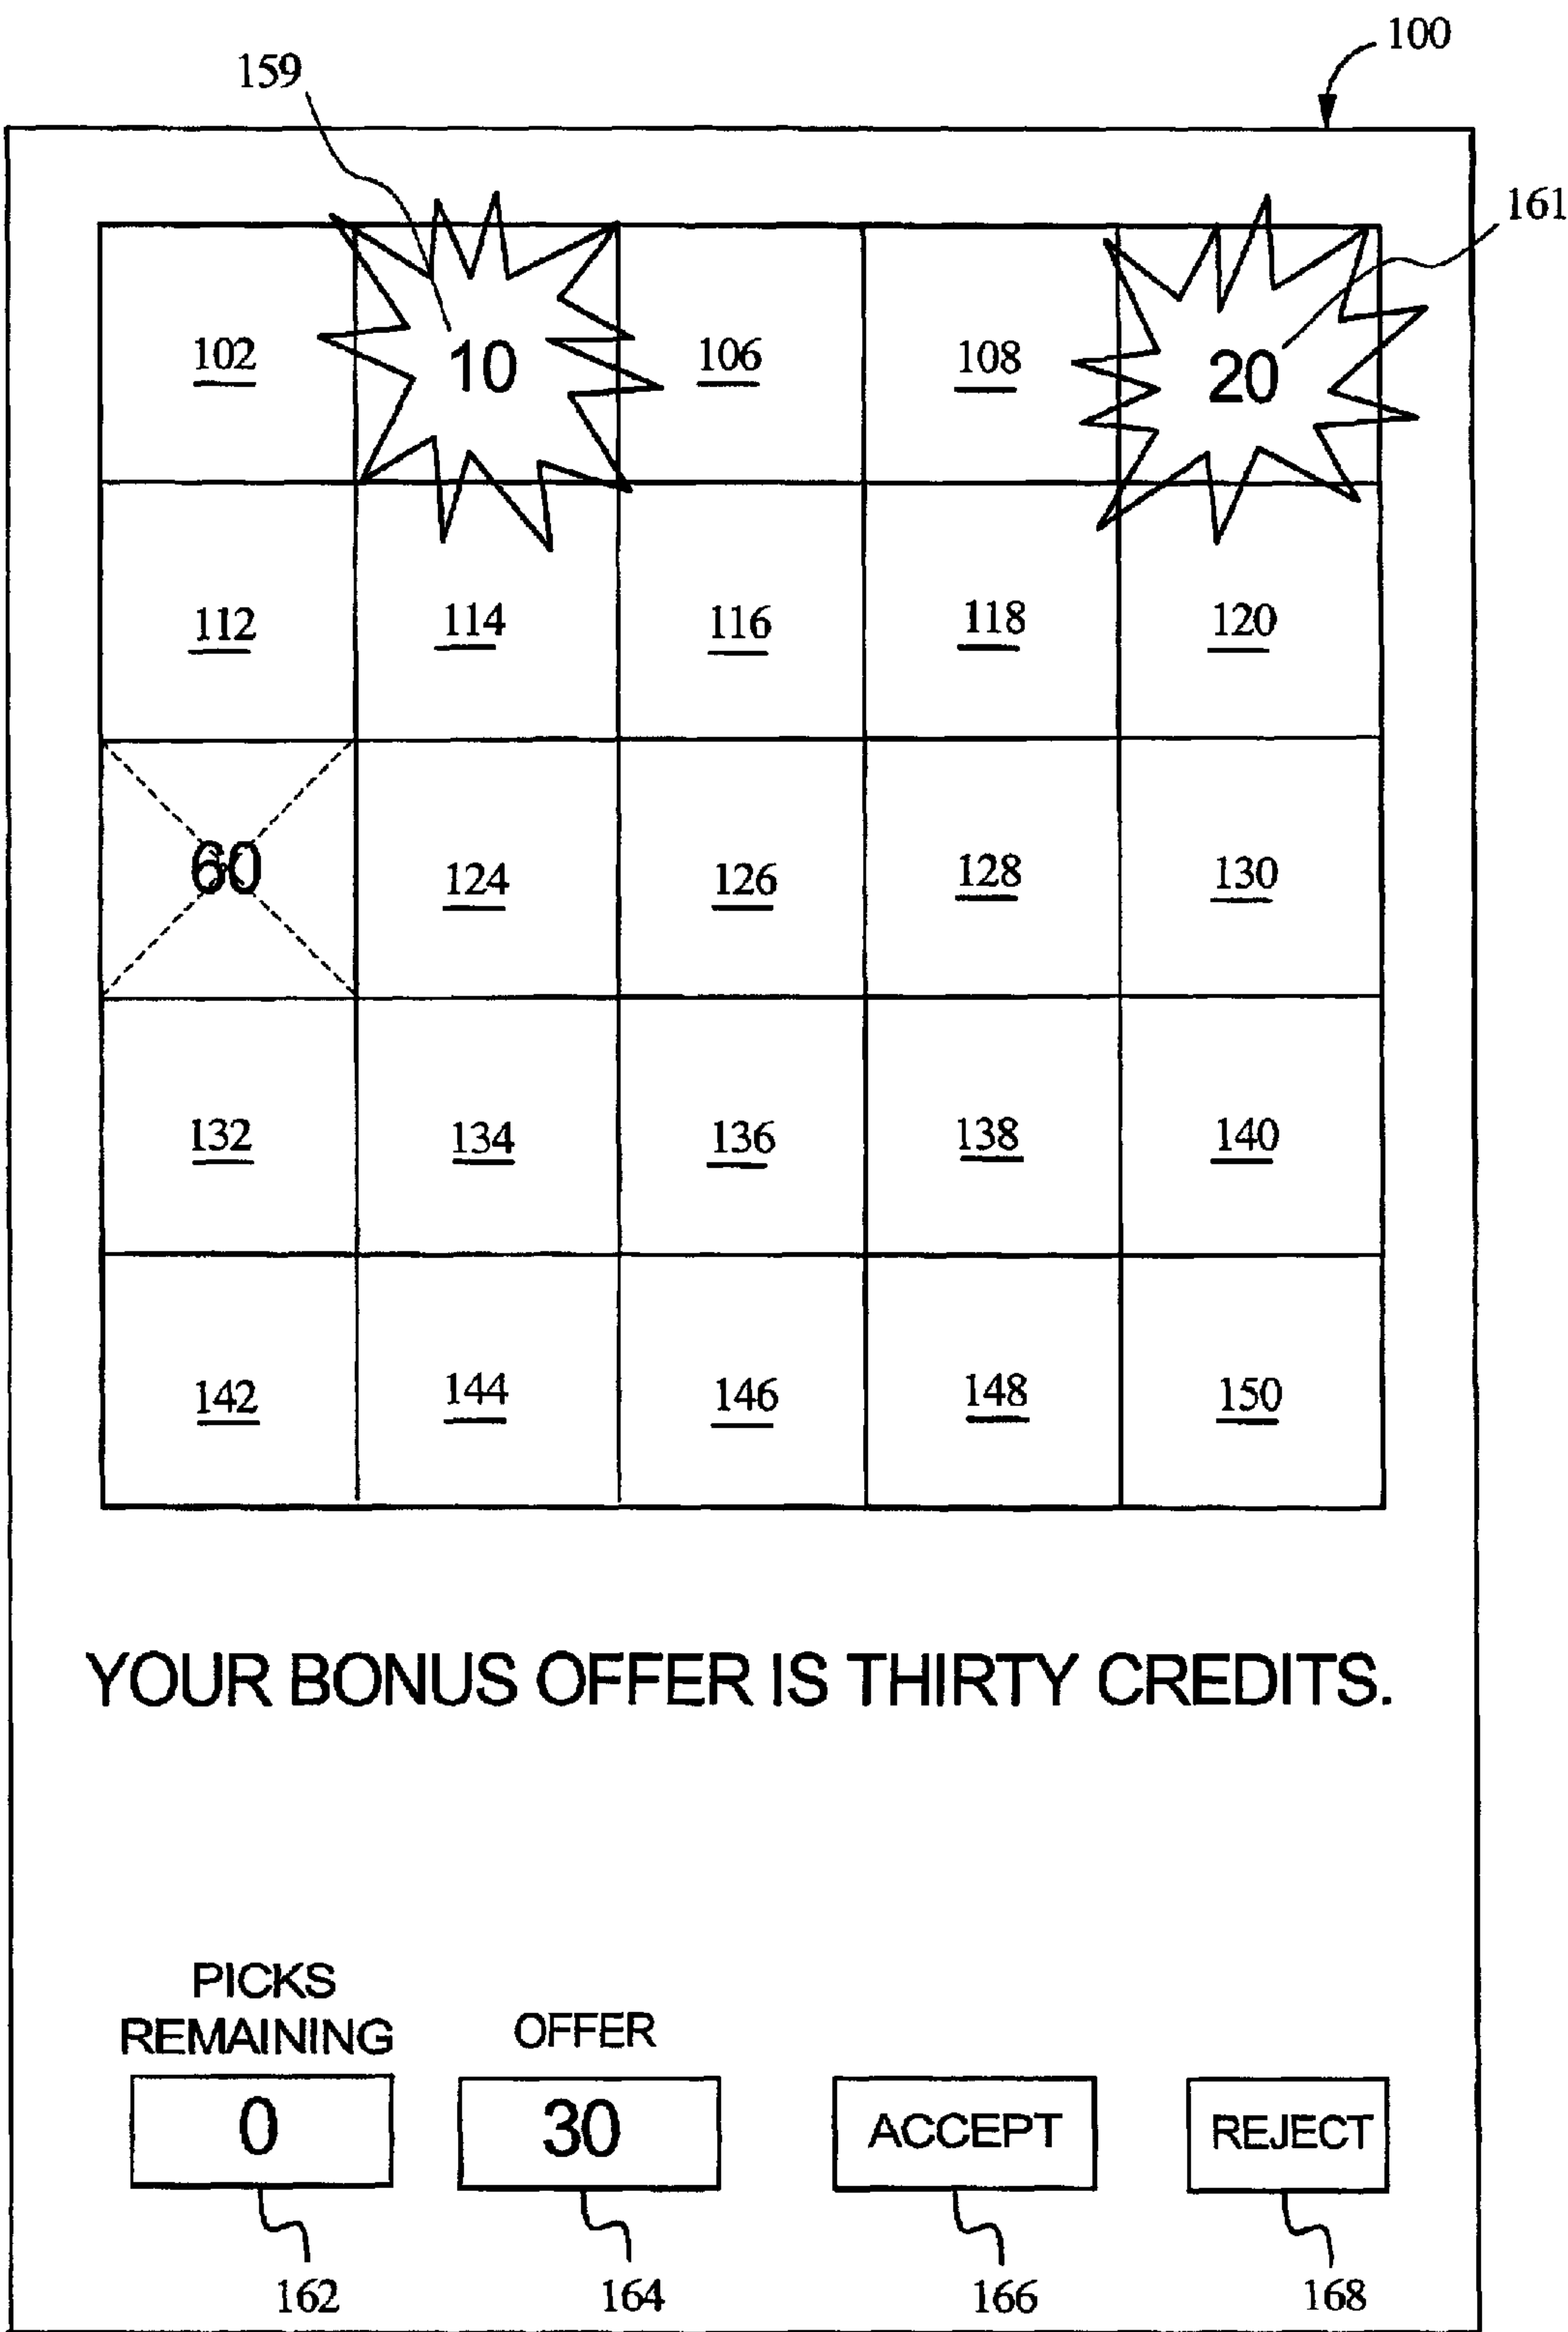 100
159
161
102 10 106 108 20
112 114 116 118 120
60 124 126 128 130
132 134 136 138 140
142 144 146 148 150
YOUR BONUS OFFER IS THIRTY CREDITS.
PICKS
REMAINING OFFER
0 30 ACCEPT REJECT
162 164 166 168